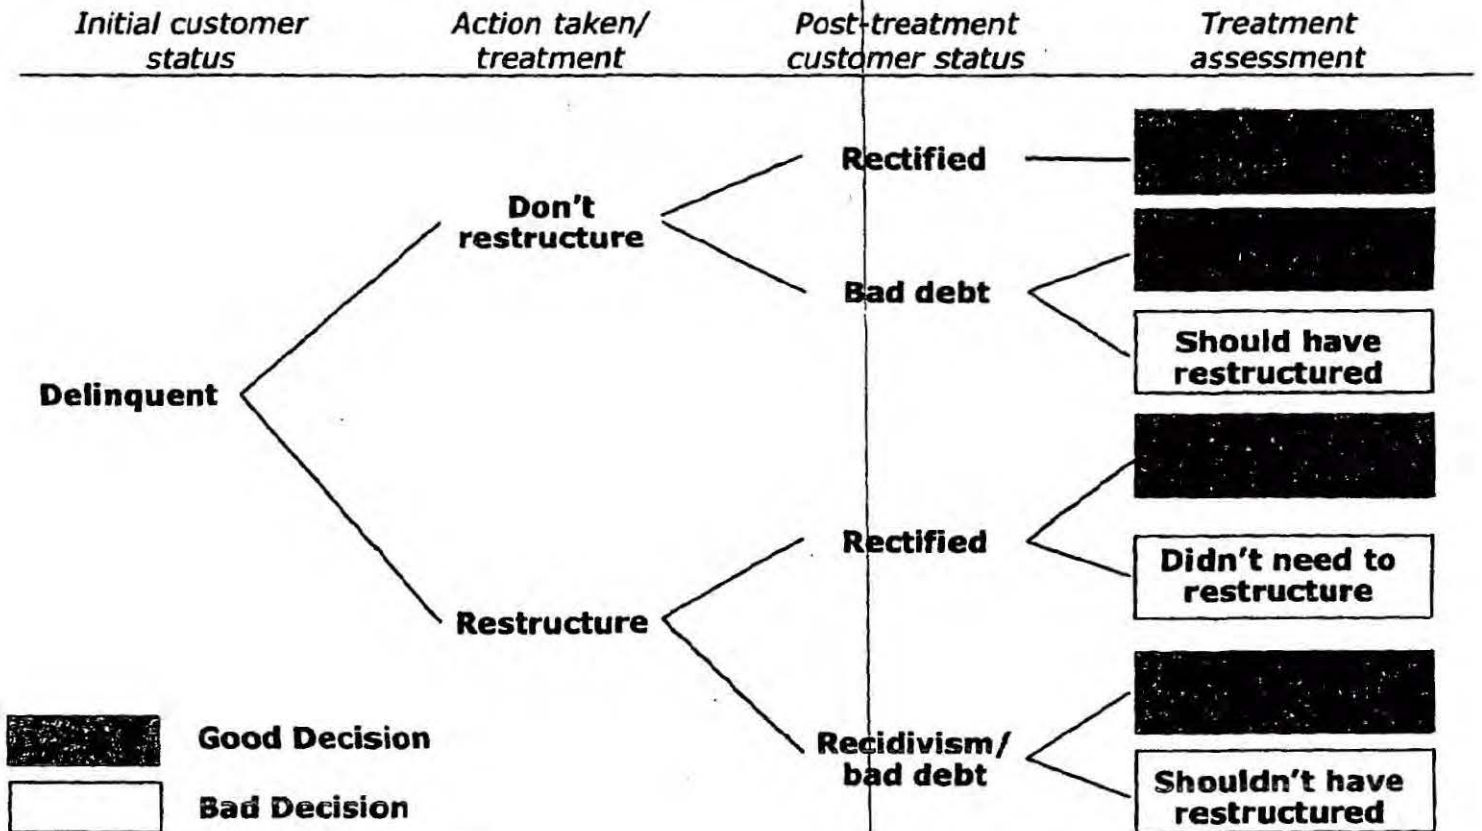 Initial customer
status
Action taken/
treatment
Post-treatment
customer status
Treatment
assessment
Rectified
Don't
restructure
Bad debt
Should have
restructured
Delinquent
Rectified
Didn't need to
restructure
Restructure
Good Decision
Recidivism/
bad debt
Shouldn't have
restructured
Bad Decision